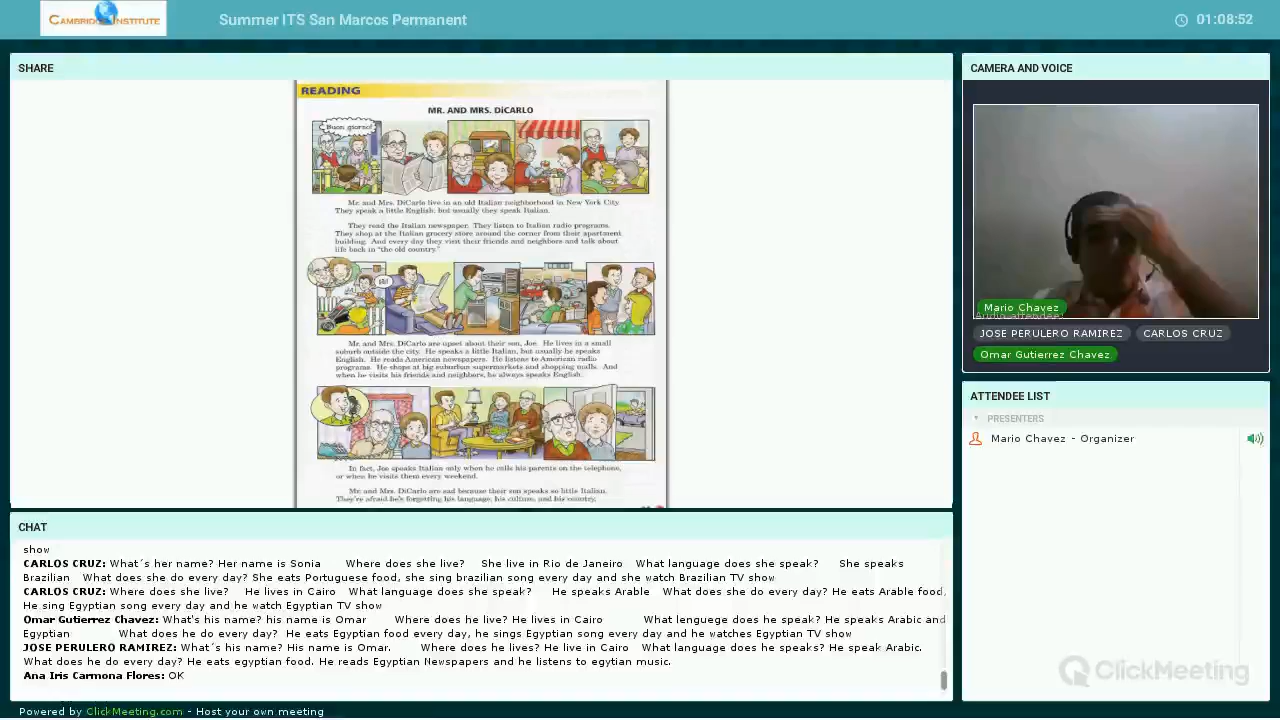 CAMBRIDGE INSTITUTE
Summer ITS San Marcos Permanent
01:08:52
SHARE
READING
MR. AND MRS. DiCARLO
Buon giorno!
Mr. and Mrs. DiCarlo live in an old Italian neighborhood in New York City.
They speak a little English, but usually they speak Italian.
They read the Italian newspaper. They listen to Italian radio programs.
They shop at the Italian grocery store around the corner from their apartment
building. And every day they visit their friends and neighbors and talk about
life back in "the old country."
Hi!
Mr. and Mrs. DiCarlo are upset about their son, Joe. He lives in a small
suburb outside the city. He speaks a little Italian, but usually he speaks
English. He reads American newspapers. He listens to American radio
programs. He shops at big suburban supermarkets and shopping malls. And
when he visits his friends and neighbors, he always speaks English.
In fact, Joe speaks Italian only when he calls his parents on the telephone,
or when he visits them every weekend.
Mr. and Mrs. DiCarlo are sad because their son speaks so little Italian.
They're afraid he's forgetting his language, his culture, and his country.
CAMERA AND VOICE
Mario Chavez
JOSE PERULERO RAMIREZ CARLOS CRUZ
Omar Gutierrez Chavez
ATTENDEE LIST
PRESENTERS
Mario Chavez - Organizer
ClickMeeting
CHAT
show
CARLOS CRUZ: What´s her name? Her name is Sonia Where does she live? She live in Rio de Janeiro What language does she speak? She speaks
Brazilian What does she do every day? She eats Portuguese food, she sing brazilian song every day and she watch Brazilian TV show
CARLOS CRUZ: Where does she live? He lives in Cairo What language does she speak? He speaks Arable What does she do every day? He eats Arable food,
He sing Egyptian song every day and he watch Egyptian TV show
Omar Gutierrez Chavez: What's his name? his name is Omar Where does he live? He lives in Cairo What lenguege does he speak? He speaks Arabic and
Egyptian What does he do every day? He eats Egyptian food every day, he sings Egyptian song every day and he watches Egyptian TV show
JOSE PERULERO RAMIREZ: What´s his name? His name is Omar. Where does he lives? He live in Cairo What language does he speaks? He speak Arabic.
What does he do every day? He eats egyptian food. He reads Egyptian Newspapers and he listens to egytian music.
Ana Iris Carmona Flores: OK
Powered by ClickMeeting.com - Host your own meeting